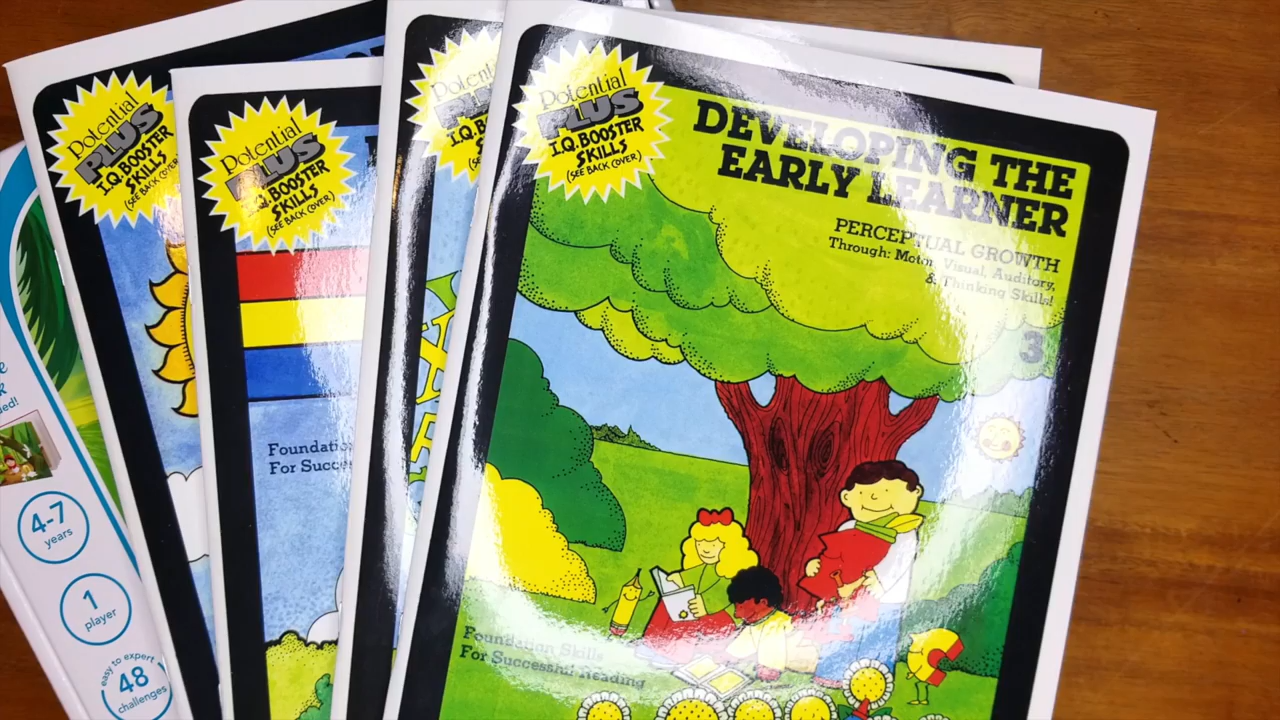 Potential
PLUS
I.Q. BOOSTER
SKILLS
(SEE BACK COVER)
DEVELOPING THE
EARLY LEARNER
PERCEPTUAL GROWTH
Through: Motor, Visual, Auditory,
& Thinking Skills!
3
Foundation Skills
For Successful Reading
Potential
PLUS
SKILLS
Potential
PLUS
I.Q. BOOSTER
SKILLS
(SEE BACK COVER)
For
Potential
PLUS
I.Q. BOOSTER
SKILLS
(SEE BACK COVER)
4-7
years
1
player
easy to expert
48
challenges